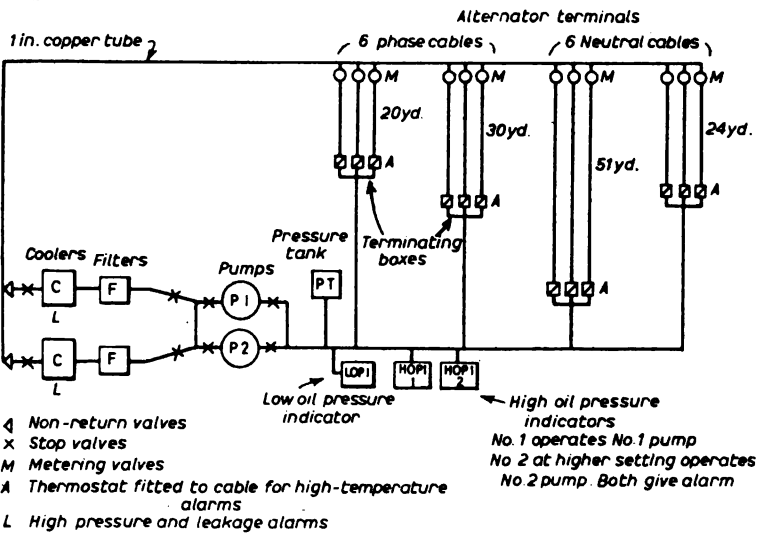 Alternator terminals
1 in. copper tube
6 phase cables
6 Neutral cables
M
M
M
M
20yd.
30yd.
51yd.
24yd.
A
A
A
A
Terminating
boxes
Pressure
tank
Coolers
Filters
Pumps
PT
C
F
P1
L
C
F
P2
L
LOPI
HOPI
1
HOPI
2
Low oil pressure
indicator
High oil pressure
indicators
No. 1 operates No. 1 pump
No. 2 at higher setting operates
No. 2 pump. Both give alarm
Non-return valves
× Stop valves
M Metering valves
A Thermostat fitted to cable for high-temperature
alarms
L High pressure and leakage alarms